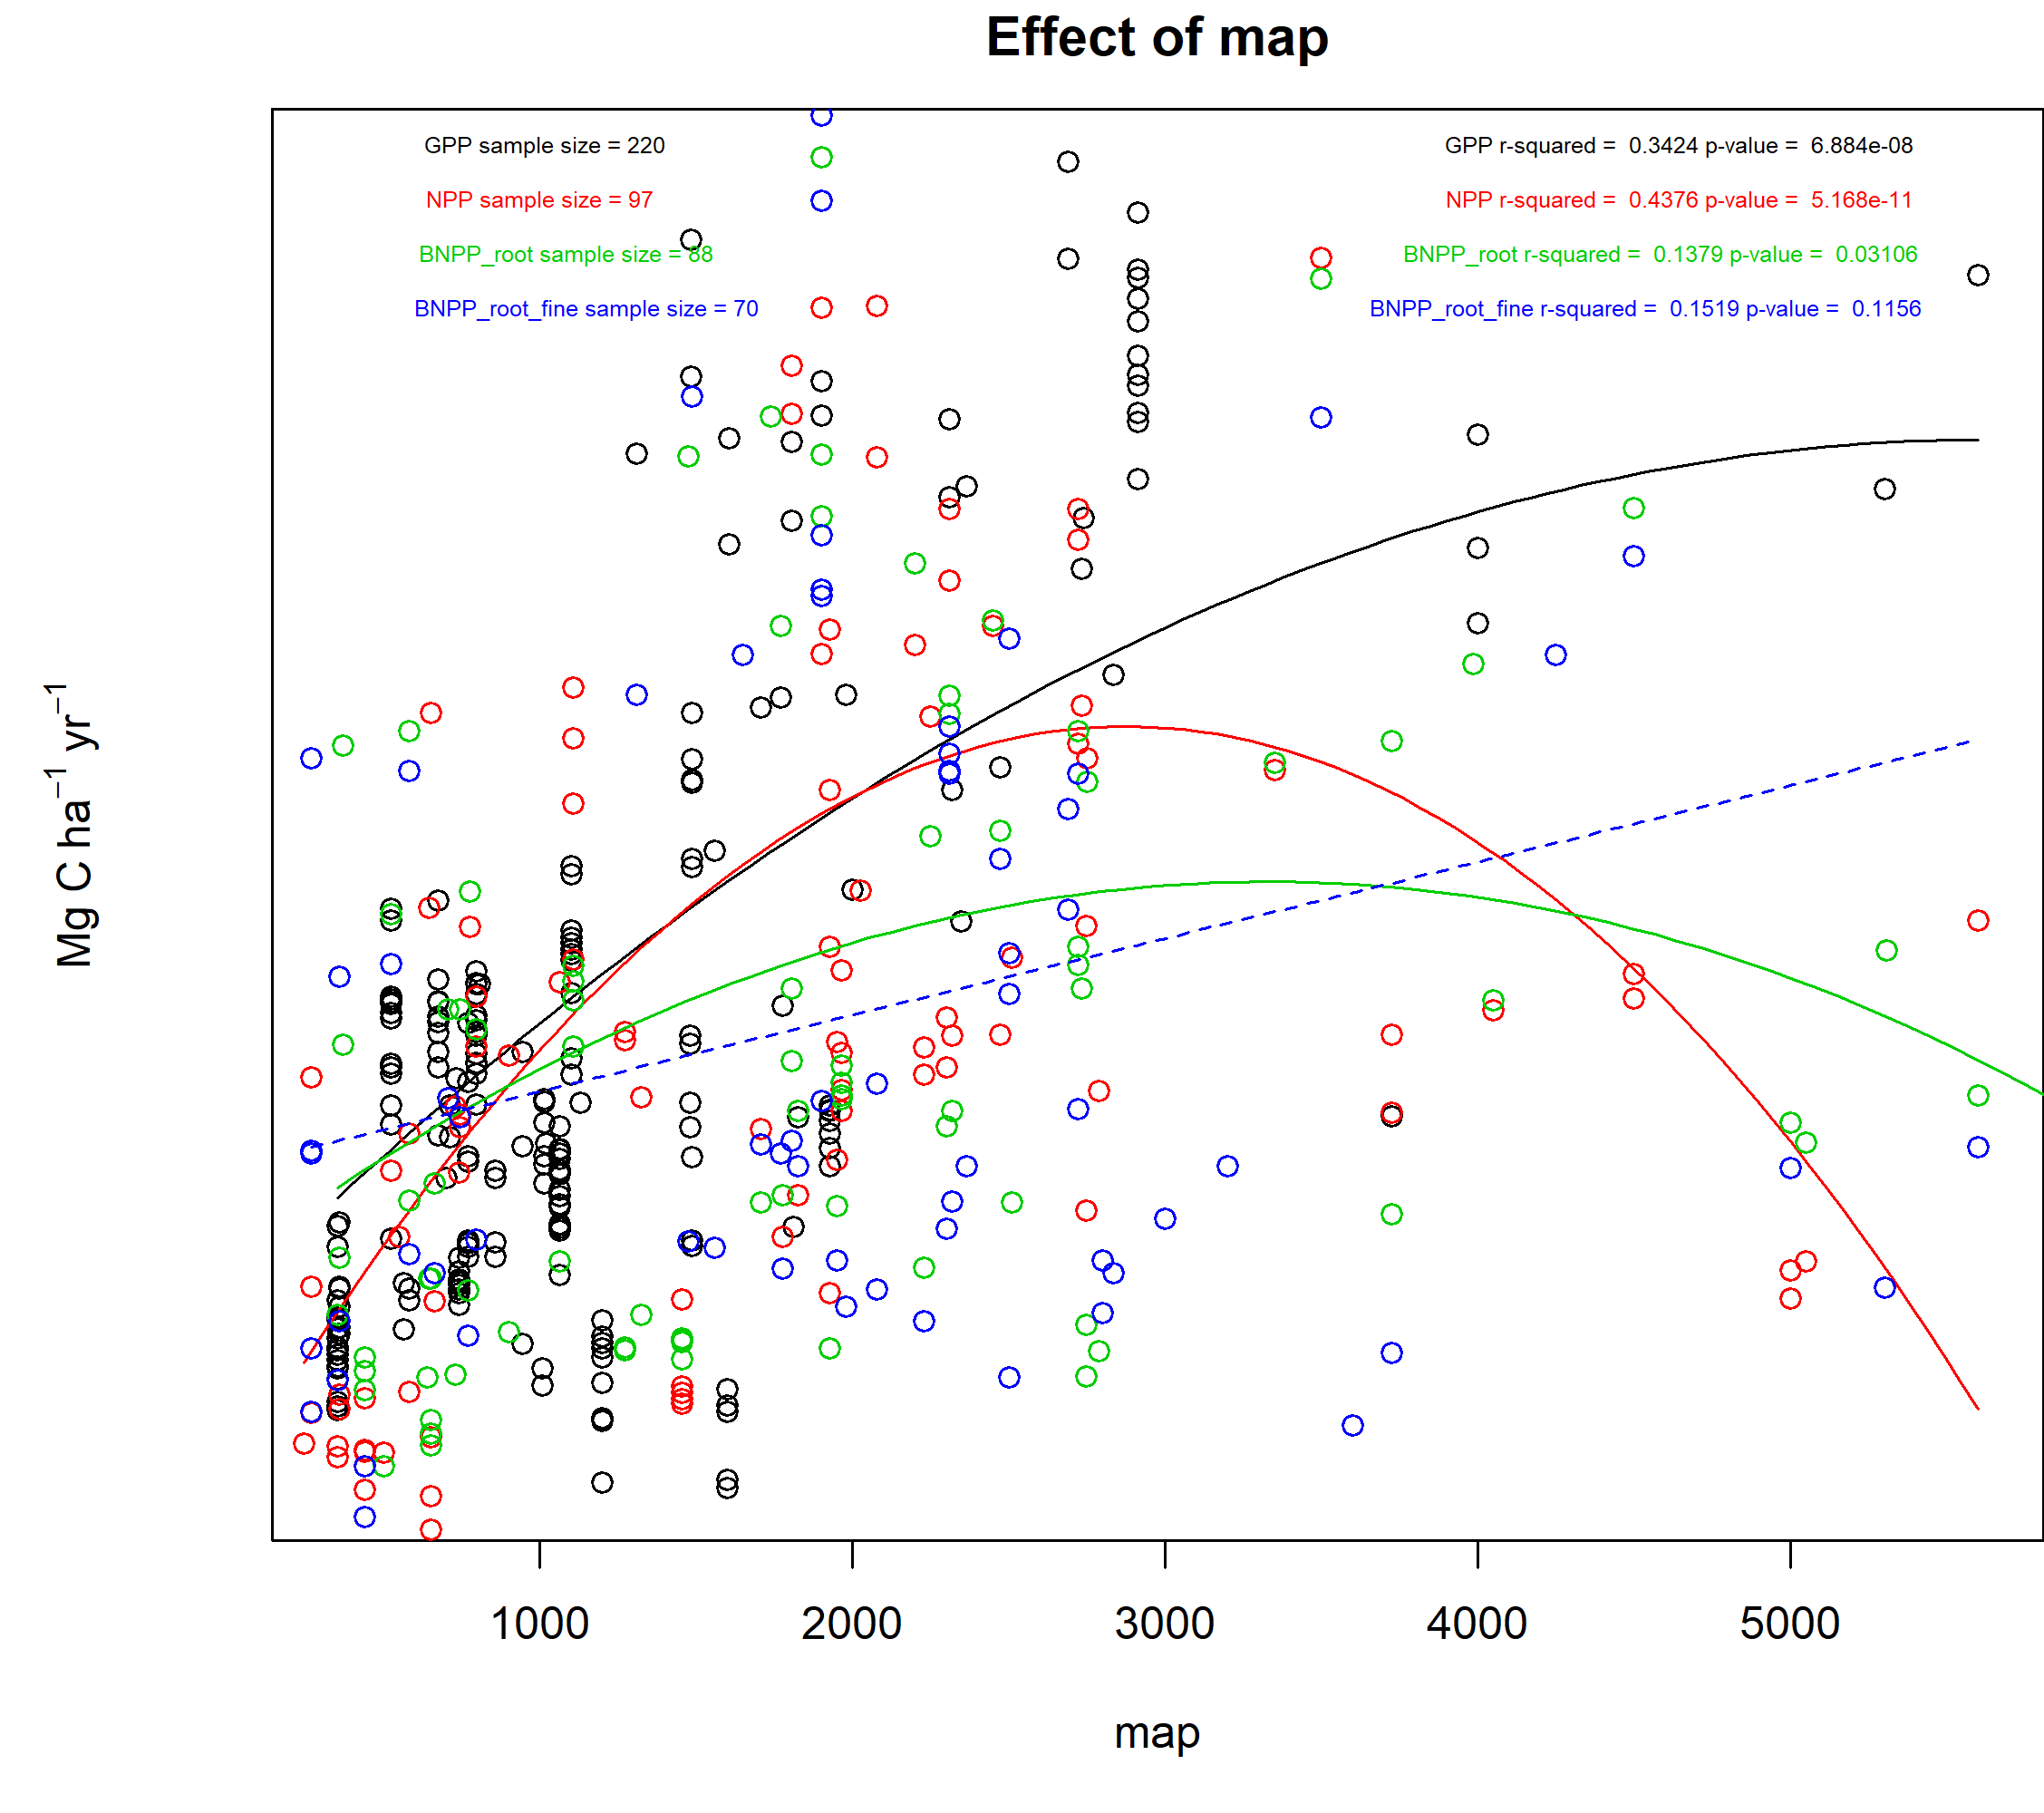 Effect of map
GPP sample size = 220
NPP sample size = 97
BNPP_root sample size = 88
BNPP_root_fine sample size = 70
GPP r-squared = 0.3424 p-value = 6.884e-08
NPP r-squared = 0.4376 p-value = 5.168e-11
BNPP_root r-squared = 0.1379 p-value = 0.03106
BNPP_root_fine r-squared = 0.1519 p-value = 0.1156
Mg C ha⁻¹ yr⁻¹
1000 2000 3000 4000 5000
map